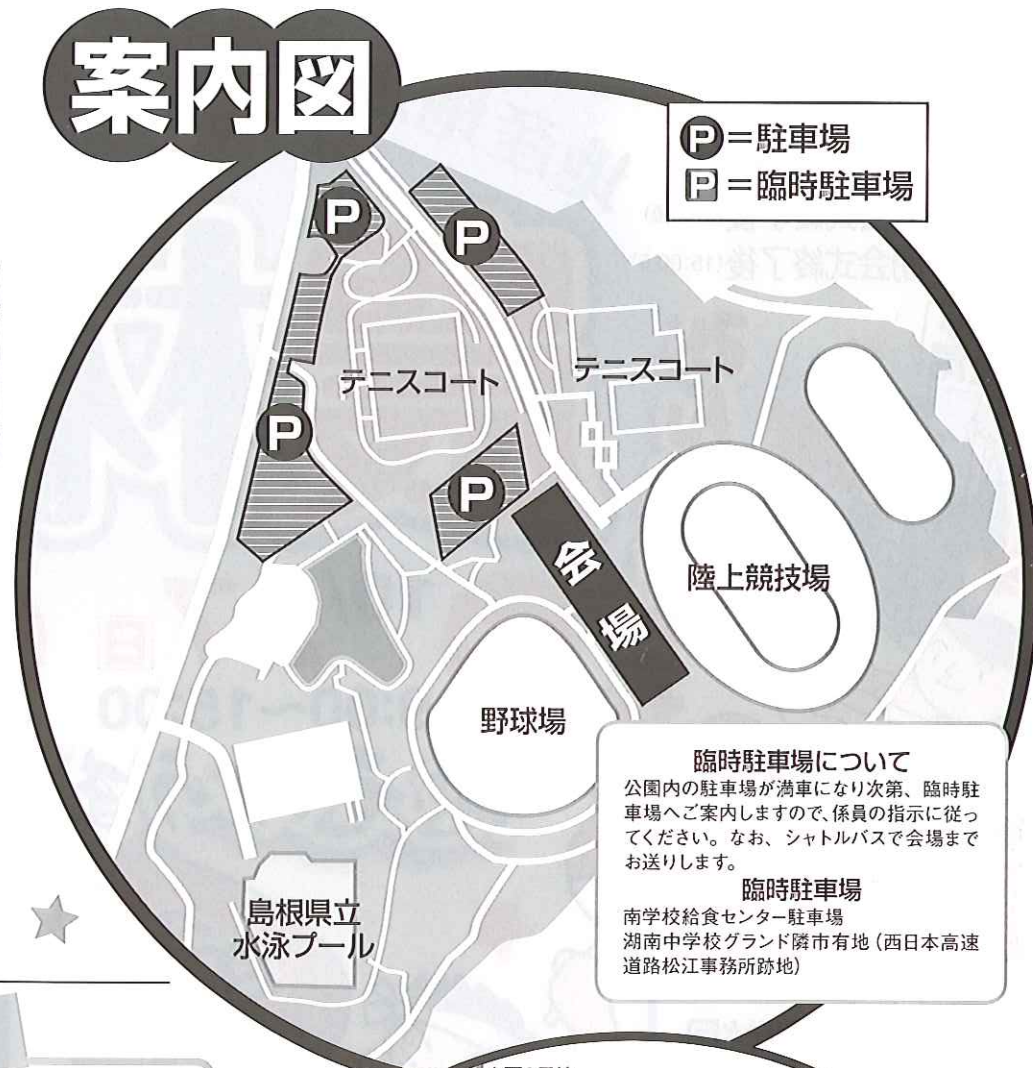 案内図
P=駐車場
P=臨時駐車場
P
P
テニスコート
テニスコート
P
P
会場
陸上競技場
野球場
臨時駐車場について
公園内の駐車場が満車になり次第、臨時駐
車場へご案内しますので、係員の指示に従っ
てください。なお、シャトルバスで会場まで
お送りします。
臨時駐車場
南学校給食センター駐車場
湖南中学校グランド隣市有地(西日本高速
道路松江事務所跡地)
島根県立
水泳プール